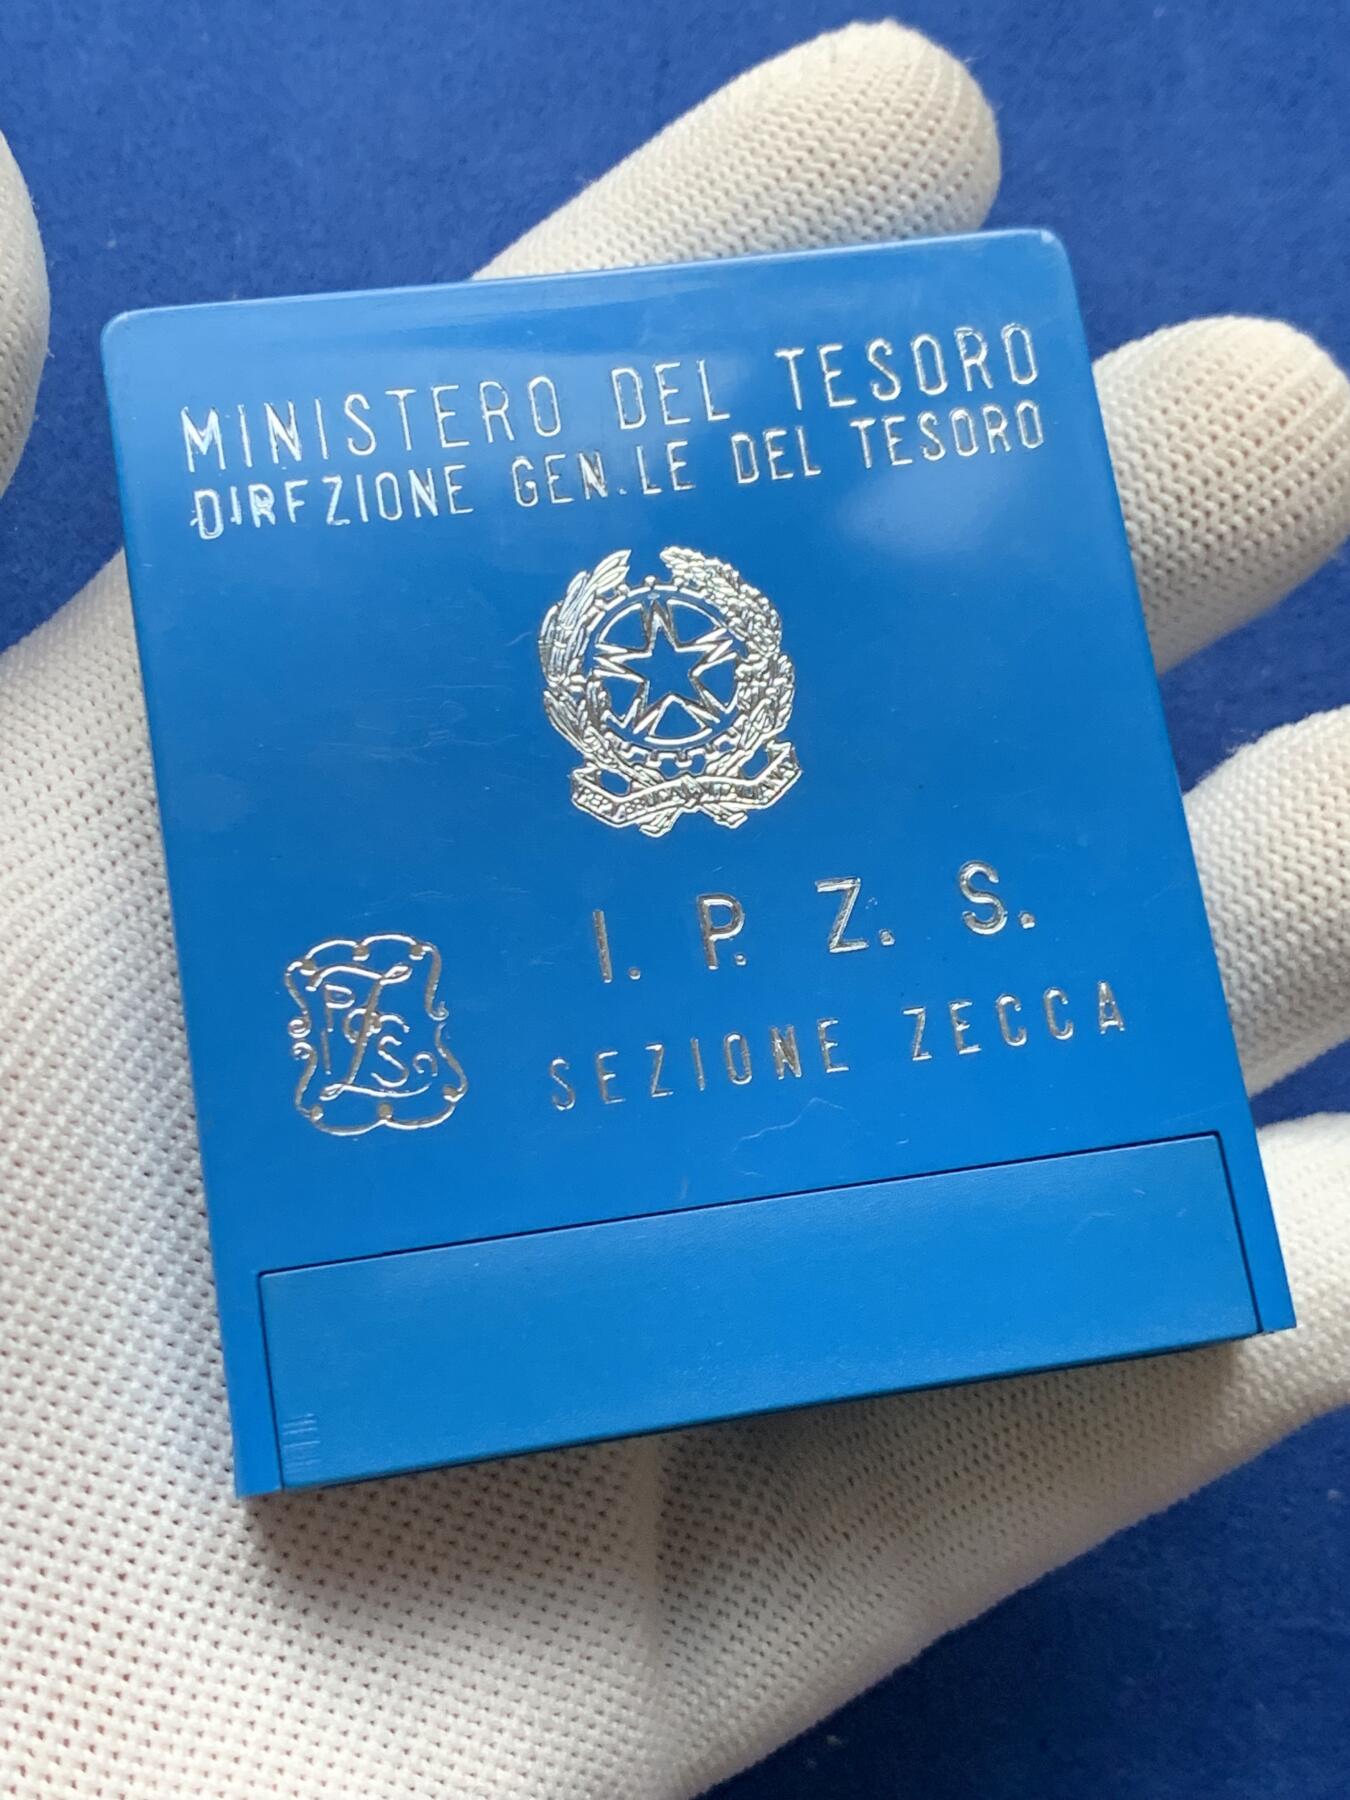 MINISTERO DEL TESORO
DIREZIONE GEN.LE DEL TESORO
I. P. Z. S.
SEZIONE ZECCA